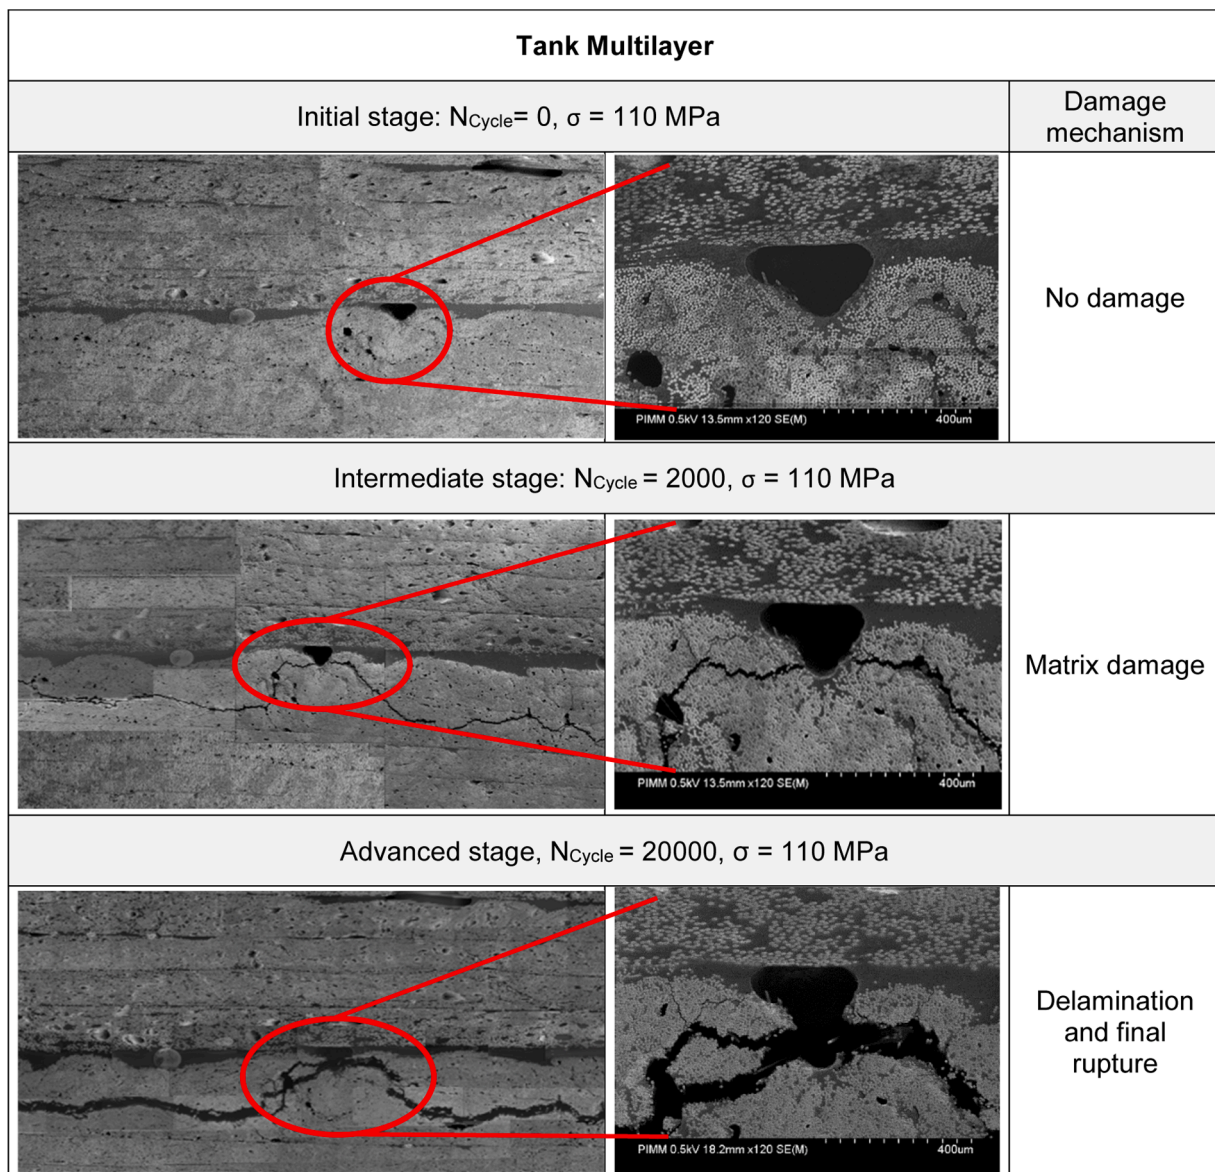 Tank Multilayer
Initial stage: NCycle= 0, σ = 110 MPa
Damage
mechanism
PIMM 0.5kV 13.5mm x120 SE(M) 400um
No damage
Intermediate stage: NCycle = 2000, σ = 110 MPa
PIMM 0.5kV 13.5mm x120 SE(M) 400um
Matrix damage
Advanced stage, NCycle = 20000, σ = 110 MPa
PIMM 0.5kV 18.2mm x120 SE(M) 400um
Delamination
and final
rupture